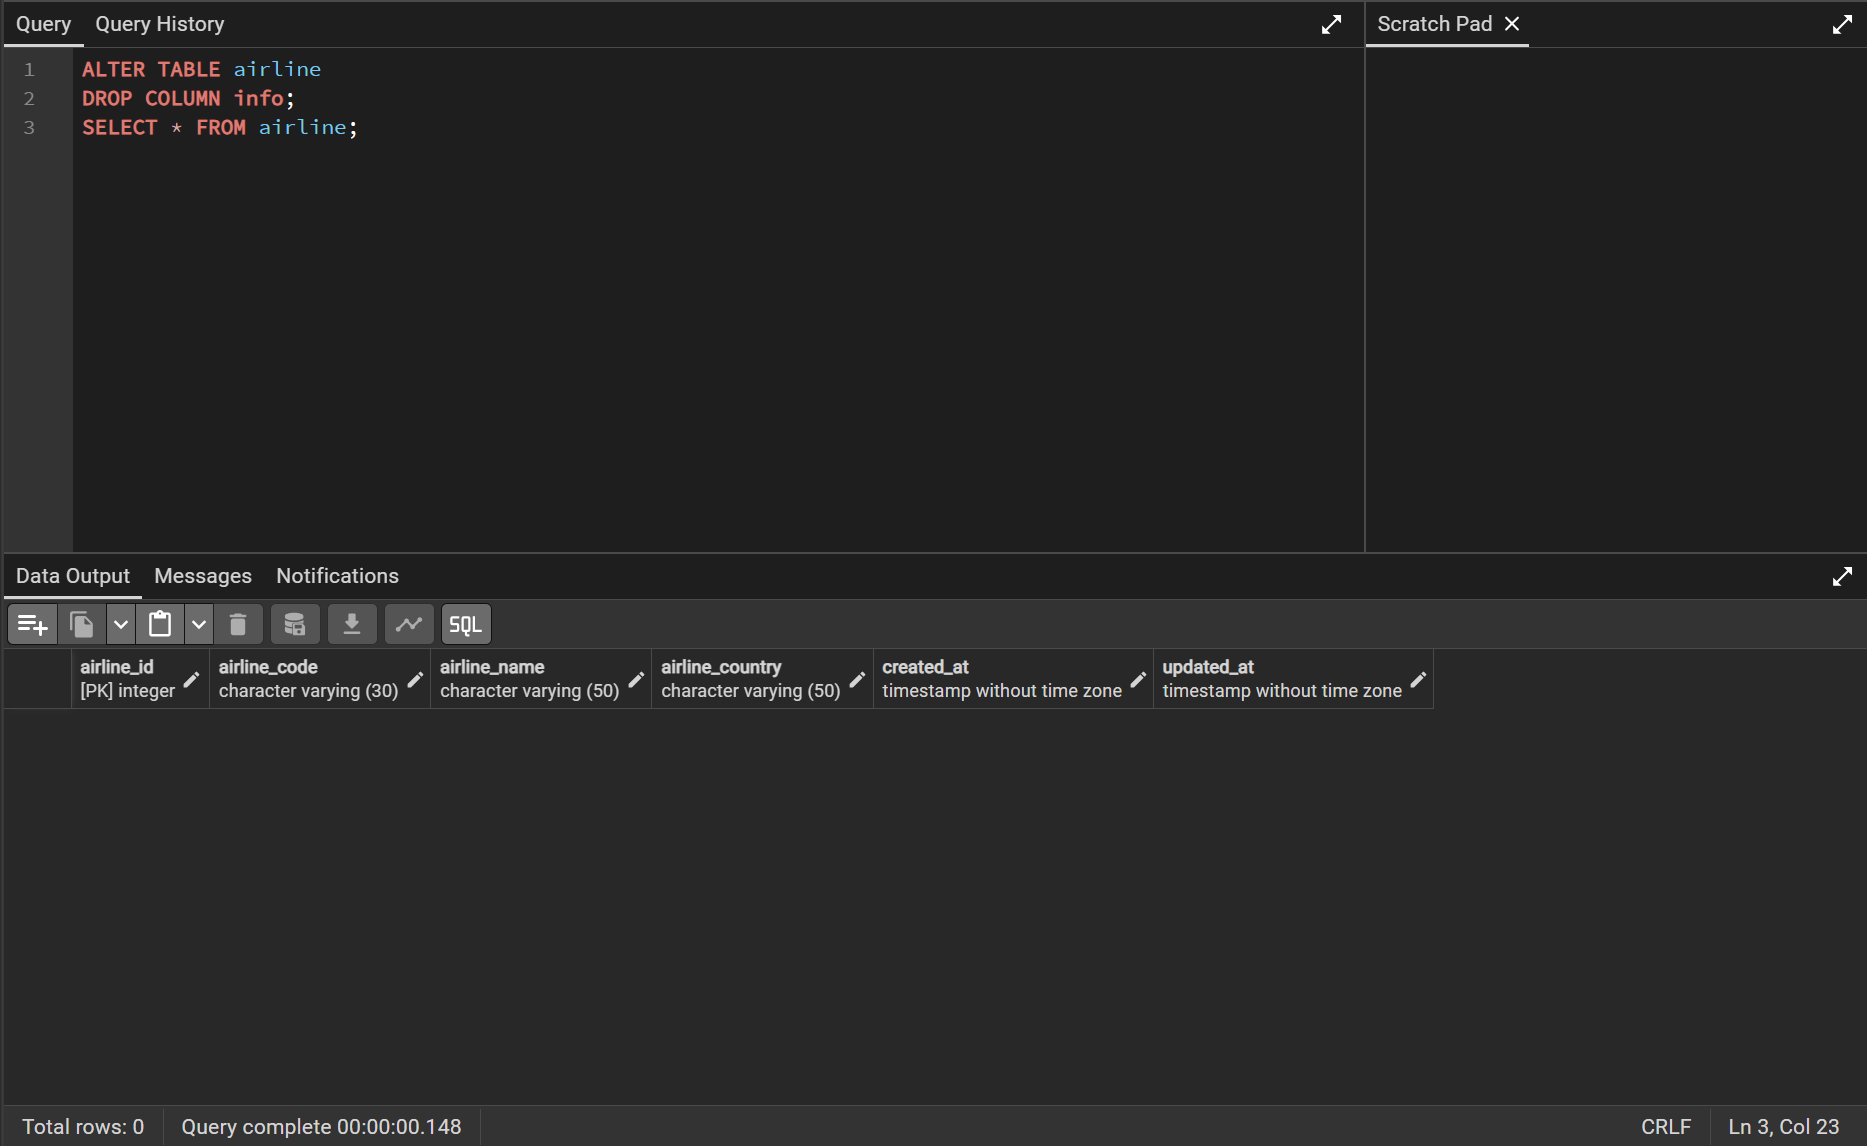 Query Query History
Scratch Pad
1 ALTER TABLE airline
2 DROP COLUMN info;
3 SELECT * FROM airline;
Data Output Messages Notifications
SQL
airline_id airline_code airline_name airline_country created_at updated_at
[PK] integer character varying (30) character varying (50) character varying (50) timestamp without time zone timestamp without time zone
Total rows: 0 Query complete 00:00:00.148 CRLF Ln 3, Col 23